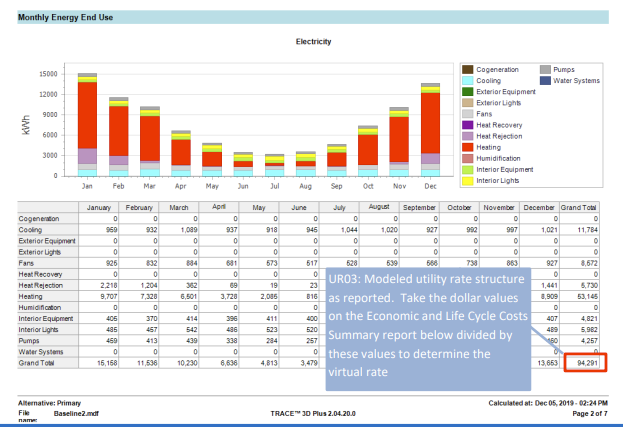 Monthly Energy End Use
Electricity
15000
12000
9000
6000
3000
0
kWh
Jan Feb Mar Apr May Jun Jul Aug Sep Oct Nov Dec
Cogeneration Pumps
Cooling Water Systems
Exterior Equipment
Exterior Lights
Fans
Heat Recovery
Heat Rejection
Heating
Humidification
Interior Equipment
Interior Lights
January February March April May June July August September October November December Grand Total
Cogeneration 0 0 0 0 0 0 0 0 0 0 0 0 0
Cooling 959 932 1,089 937 918 946 1,044 1,020 927 992 997 1,021 11,784
Exterior Equipment 0 0 0 0 0 0 0 0 0 0 0 0 0
Exterior Lights 0 0 0 0 0 0 0 0 0 0 0 0 0
Fans 925 832 884 681 573 517 528 539 566 738 863 927 8,572
Heat Recovery 0 0 0 0 0 0 0 0
Heat Rejection 2,218 1,204 362 69 19 23 1,441 5,730
Heating 9,707 7,328 6,501 3,728 2,085 816 8,909 53,145
Humidification 0 0 0 0 0 0 0 0
Interior Equipment 405 370 414 396 411 400 407 4,821
Interior Lights 485 457 542 486 523 520 489 5,982
Pumps 459 413 439 338 284 257 460 4,257
Water Systems 0 0 0 0 0 0 0 0
Grand Total 15,158 11,536 10,230 6,636 4,813 3,479 13,653 94,291
UR03: Modeled utility rate structure
as reported. Take the dollar values
on the Economic and Life Cycle Costs
Summary report below divided by
these values to determine the
virtual rate
Alternative: Primary Calculated at: Dec 05, 2019 - 02:24 PM
File name: Baseline2.mdf TRACE™ 3D Plus 2.04.20.0 Page 2 of 7